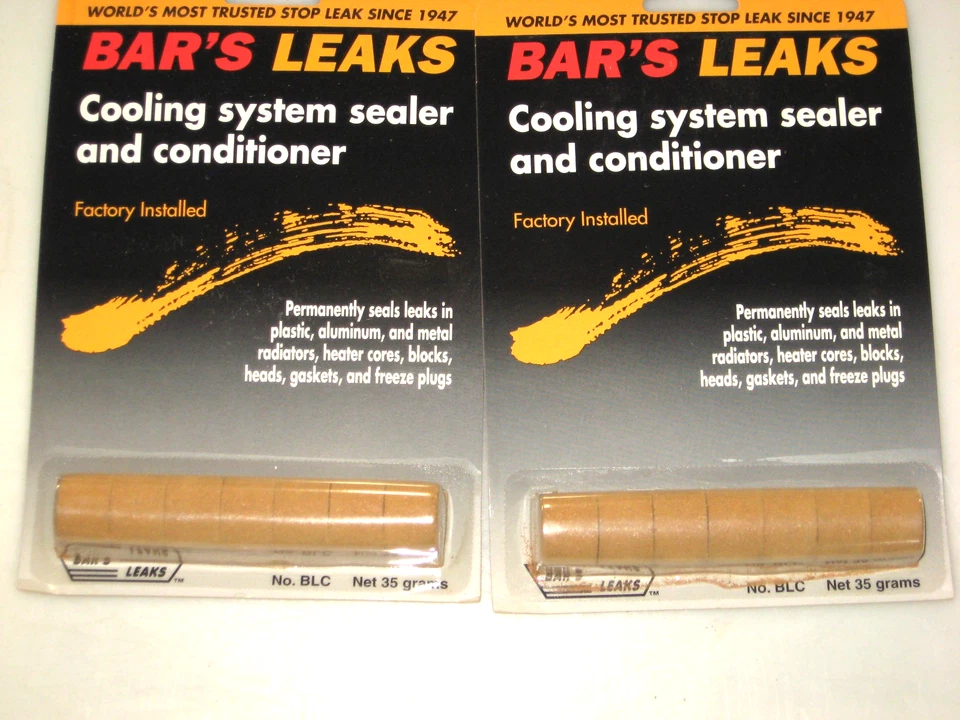 WORLD'S MOST TRUSTED STOP LEAK SINCE 1947
BAR'S LEAKS
Cooling system sealer
and conditioner
Factory Installed
Permanently seals leaks in
plastic, aluminum, and metal
radiators, heater cores, blocks,
heads, gaskets, and freeze plugs
BAR'S
LEAKS™
No. BLC Net 35 grams
WORLD'S MOST TRUSTED STOP LEAK SINCE 1947
BAR'S LEAKS
Cooling system sealer
and conditioner
Factory Installed
Permanently seals leaks in
plastic, aluminum, and metal
radiators, heater cores, blocks,
heads, gaskets, and freeze plugs
BAR'S
LEAKS™
No. BLC Net 35 grams